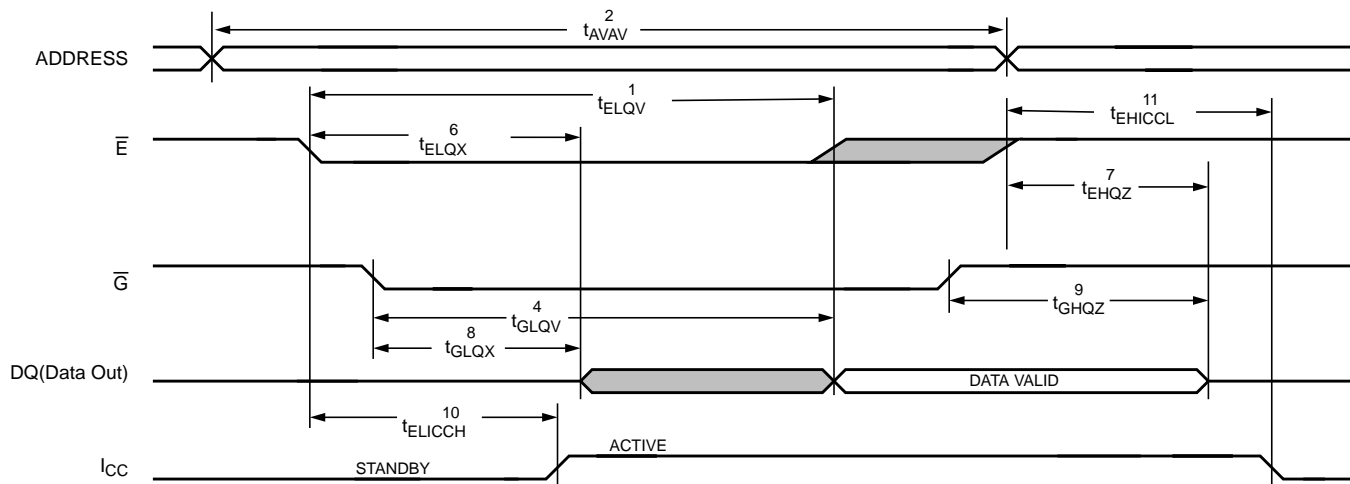 2
tAVAV
ADDRESS
1
tELQV
11
tEHICCL
6
tELQX
E̅
7
tEHQZ
G̅
9
tGHQZ
4
tGLQV
8
tGLQX
DQ(Data Out)
DATA VALID
10
tELICCH
ACTIVE
ICC
STANDBY